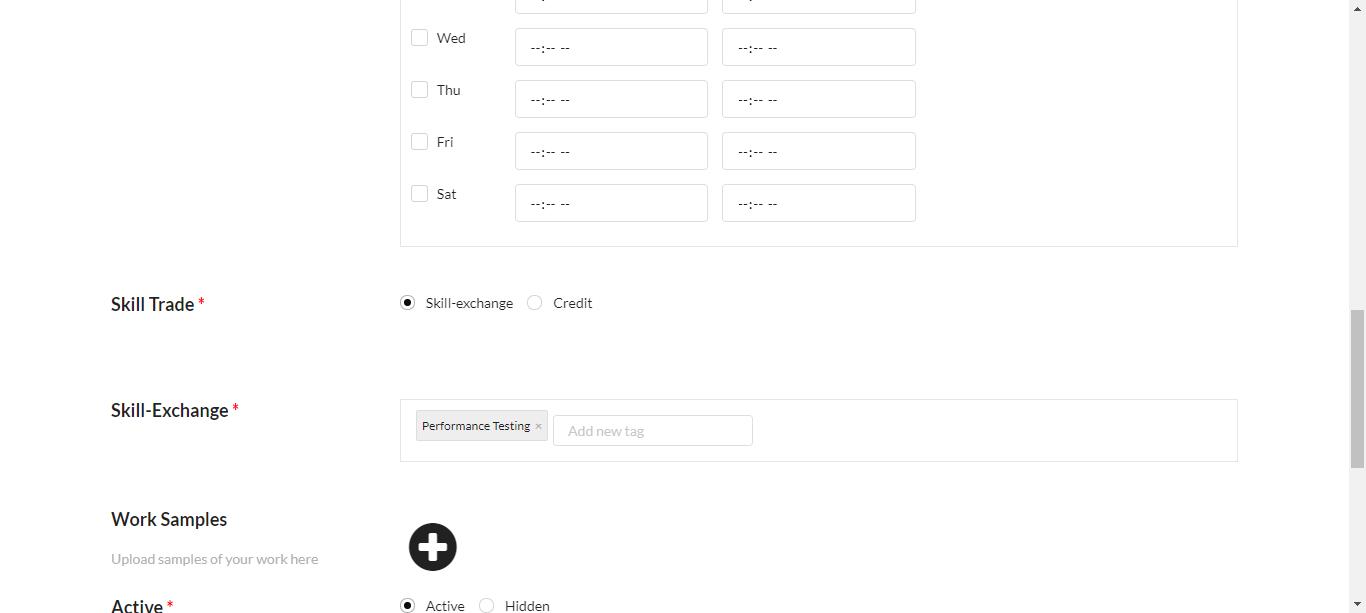 Wed --:-- -- --:-- --
Thu --:-- -- --:-- --
Fri --:-- -- --:-- --
Sat --:-- -- --:-- --
Skill Trade * Skill-exchange Credit
Skill-Exchange *
Performance Testing × Add new tag
Work Samples
Upload samples of your work here
Active * Active Hidden